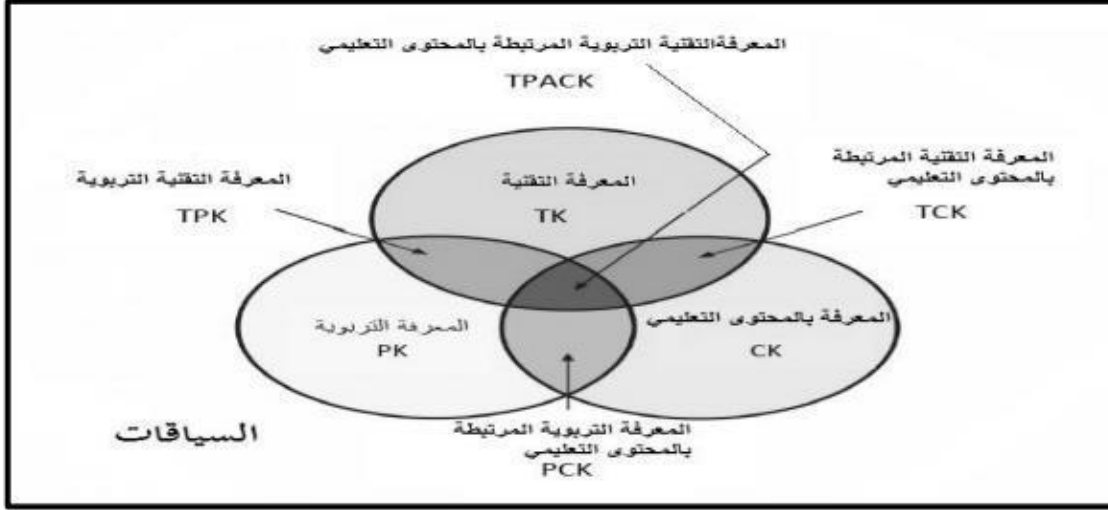 المعرفةالتقنية التربوية المرتبطة بالمحتوى التعليمي
TPACK
المعرفة التقنية المرتبطة
بالمحتوى التعليمي
TCK
المعرفة التقنية
TK
المعرفة التقنية التربوية
TPK
المعرفة بالمحتوى التعليمي
CK
المعرفة التربوية
PK
المعرفة التربوية المرتبطة
بالمحتوى التعليمي
PCK
السياقات